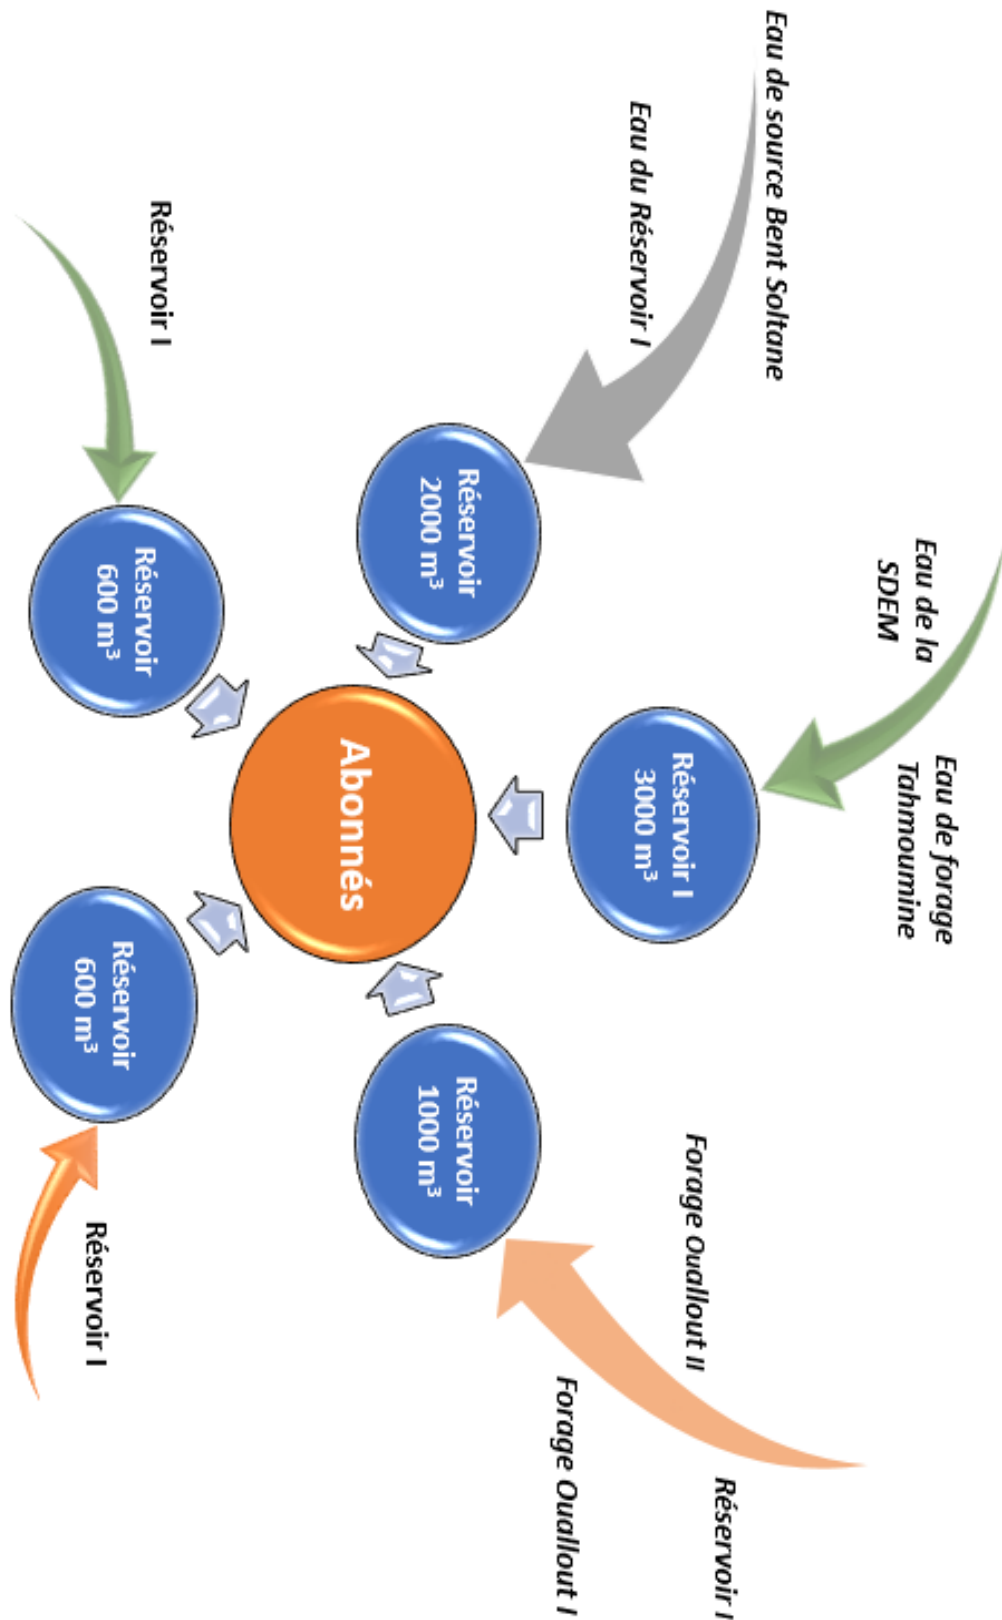 Eau de source Bent Soltane
Eau du Réservoir I
Eau de la
SDEM
Eau de forage
Tahmoumine
Forage Ouallout II
Réservoir I
Forage Ouallout I
Réservoir I
3000 m³
Réservoir
2000 m³
Réservoir
1000 m³
Abonnés
Réservoir I
Réservoir
600 m³
Réservoir
600 m³
Réservoir I